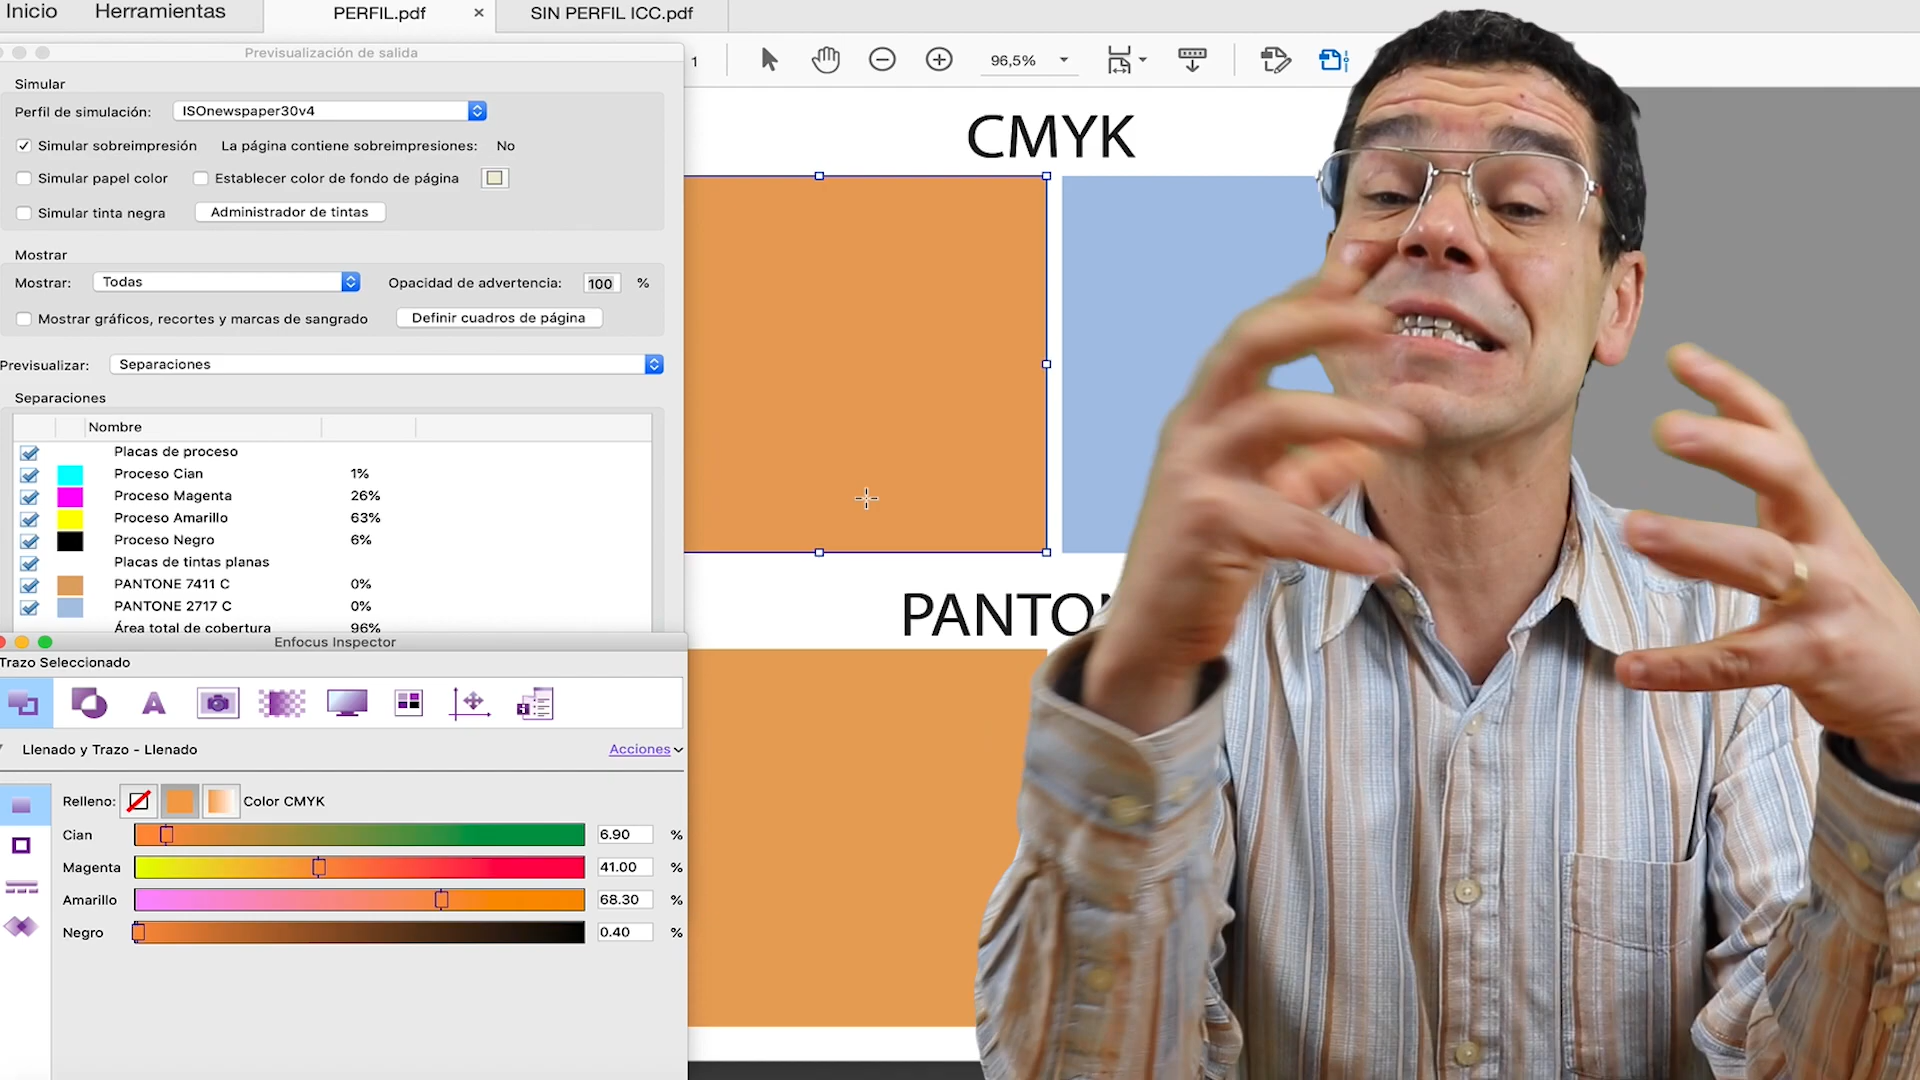 Inicio Herramientas PERFIL.pdf × SIN PERFIL ICC.pdf
Previsualización de salida
1 96,5%
Simular
Perfil de simulación: ISOnewspaper30v4
Simular sobreimpresión La página contiene sobreimpresiones: No
Simular papel color Establecer color de fondo de página
Simular tinta negra Administrador de tintas
Mostrar
Mostrar: Todas Opacidad de advertencia: 100 %
Mostrar gráficos, recortes y marcas de sangrado Definir cuadros de página
Previsualizar: Separaciones
Separaciones
Nombre
Placas de proceso
Proceso Cian 1%
Proceso Magenta 26%
Proceso Amarillo 63%
Proceso Negro 6%
Placas de tintas planas
PANTONE 7411 C 0%
PANTONE 2717 C 0%
Área total de cobertura 96%
Enfocus Inspector
Trazo Seleccionado
A
Llenado y Trazo - Llenado Acciones
Relleno: Color CMYK
Cian 6.90 %
Magenta 41.00 %
Amarillo 68.30 %
Negro 0.40 %
CMYK
PANTO